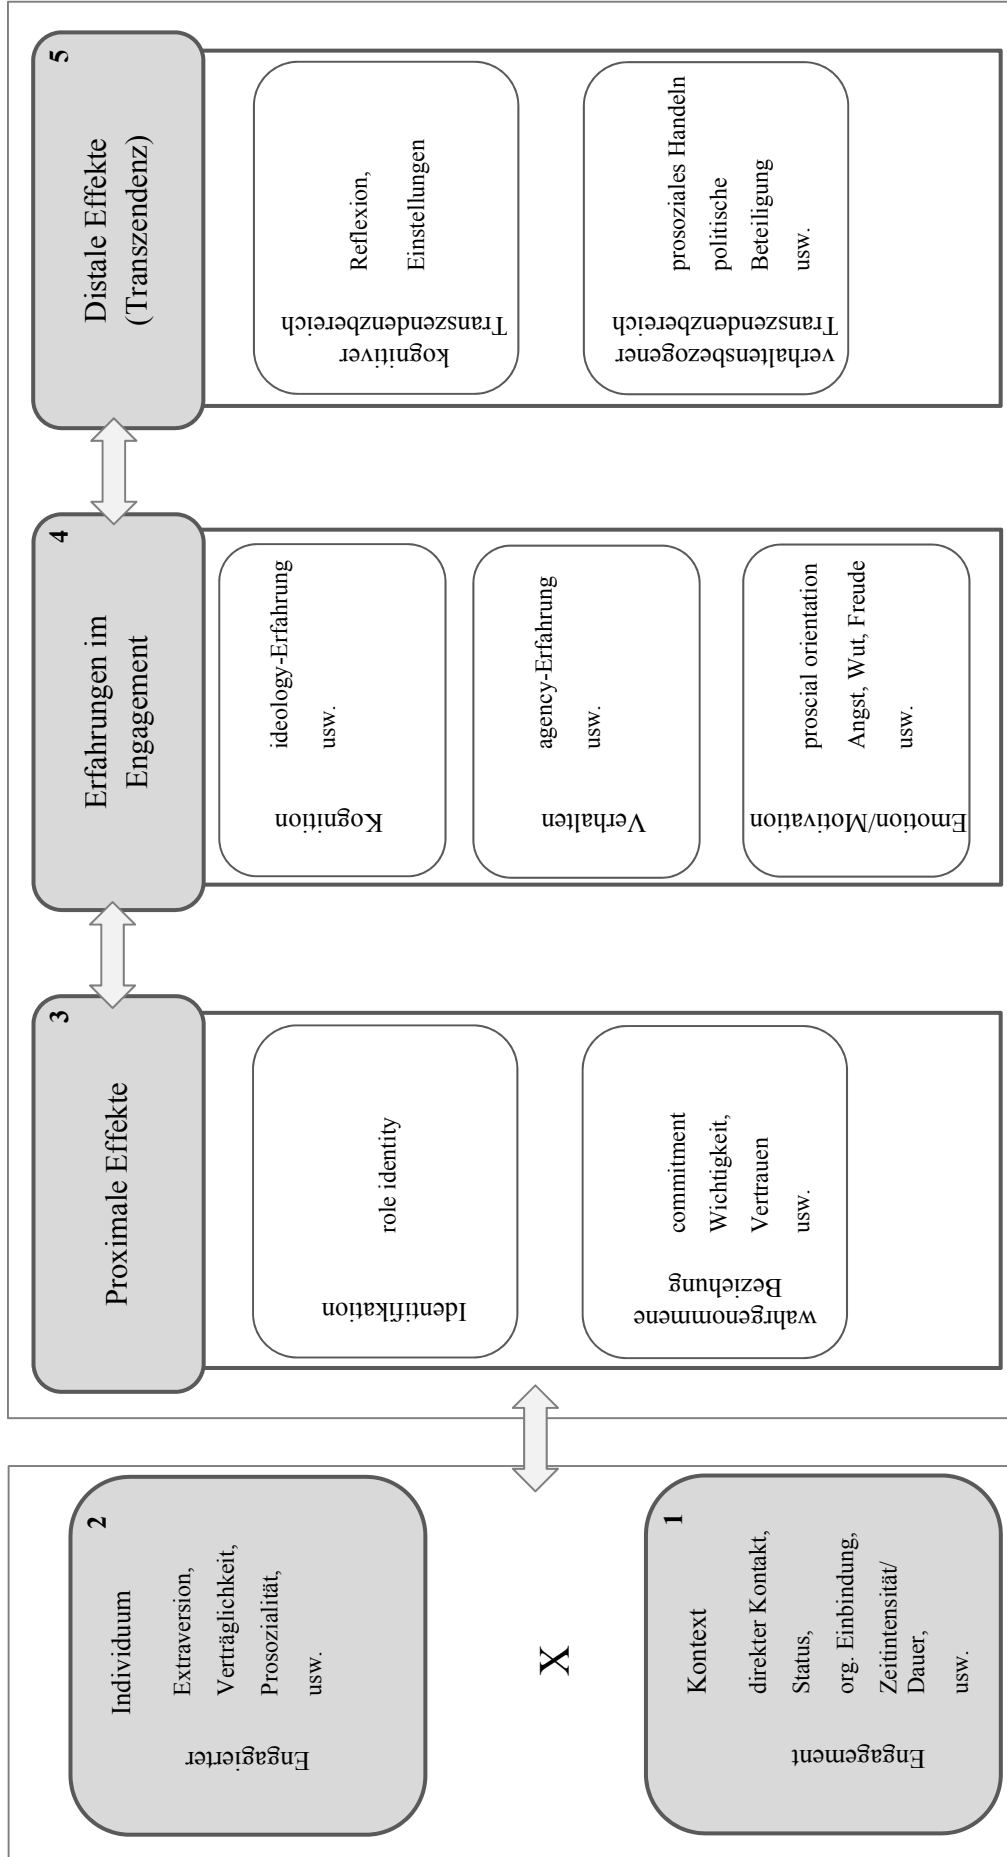 2
Individuum
Extraversion,
Verträglichkeit,
Prosozialität,
usw.
Engagierter
X
1
Kontext
direkter Kontakt,
Status,
org. Einbindung,
Zeitintensität/
Dauer,
usw.
Engagement
3
Proximale Effekte
Identifikation
role identity
wahrgenommene
Beziehung
commitment
Wichtigkeit,
Vertrauen
usw.
4
Erfahrungen im
Engagement
Kognition
ideology-Erfahrung
usw.
Verhalten
agency-Erfahrung
usw.
Emotion/Motivation
proscial orientation
Angst, Wut, Freude
usw.
5
Distale Effekte
(Transzendenz)
kognitiver
Transzendenzbereich
Reflexion,
Einstellungen
verhaltensbezogener
Transzendenzbereich
prosoziales Handeln
politische
Beteiligung
usw.